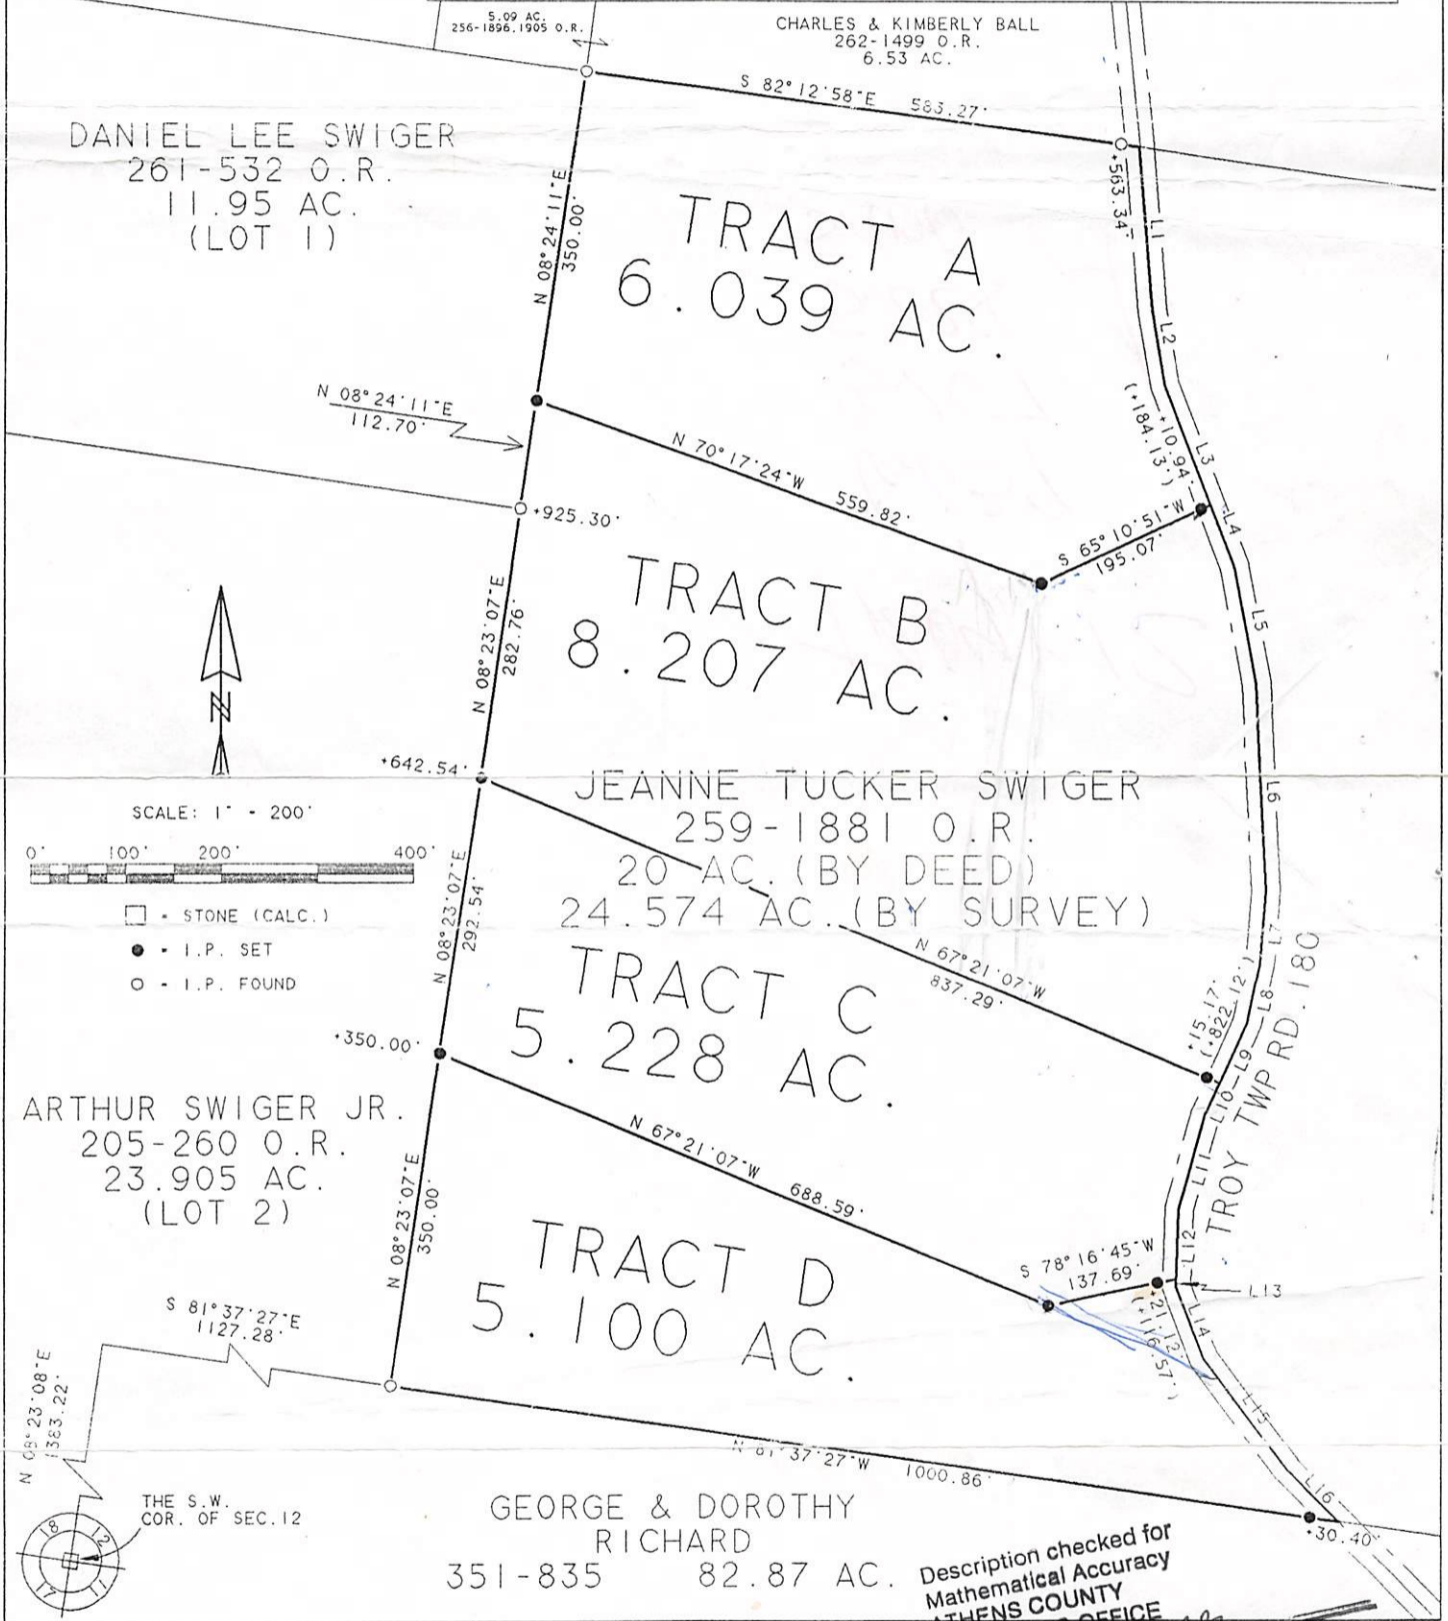 5.09 AC.
256-1896,1905 O.R.
CHARLES & KIMBERLY BALL
262-1499 O.R.
6.53 AC.
S 82°12'58"E 583.27'
DANIEL LEE SWIGER
261-532 O.R.
11.95 AC.
(LOT 1)
N 08°24'11"E
350.00'
TRACT A
6.039 AC.
+563.34'
L1
L2
N 08°24'11"E
112.70'
N 70°17'24"W 559.82'
+10.94'
(+184.13')
L3
L4
+925.30'
S 65°10'51"W
195.07'
TRACT B
8.207 AC.
N 08°23'07"E
282.76'
L5
N
+642.54'
JEANNE TUCKER SWIGER
259-1881 O.R.
20 AC. (BY DEED)
24.574 AC. (BY SURVEY)
L6
SCALE: 1" - 200'
0' 100' 200' 400'
- STONE (CALC.)
- I.P. SET
- I.P. FOUND
N 08°23'07"E
292.54'
N 67°21'07"W
837.29'
L7
L8
TRACT C
5.228 AC.
+15.17'
(+822.12')
L9
L10
TROY TWP RD. 180
+350.00'
ARTHUR SWIGER JR.
205-260 O.R.
23.905 AC.
(LOT 2)
N 67°21'07"W 688.59'
L11
L12
N 08°23'07"E
350.00'
TRACT D
5.100 AC.
S 78°16'45"W
137.69'
L13
+21.12'
(+116.57')
L14
S 81°37'27"E
1127.28'
N 08°23'08"E
1383.22'
L15
N 81°37'27"W 1000.86'
L16
+30.40'
THE S.W.
COR. OF SEC.12
18 12
17 11
GEORGE & DOROTHY
RICHARD
351-835 82.87 AC.
Description checked for
Mathematical Accuracy
ATHENS COUNTY
OFFICE